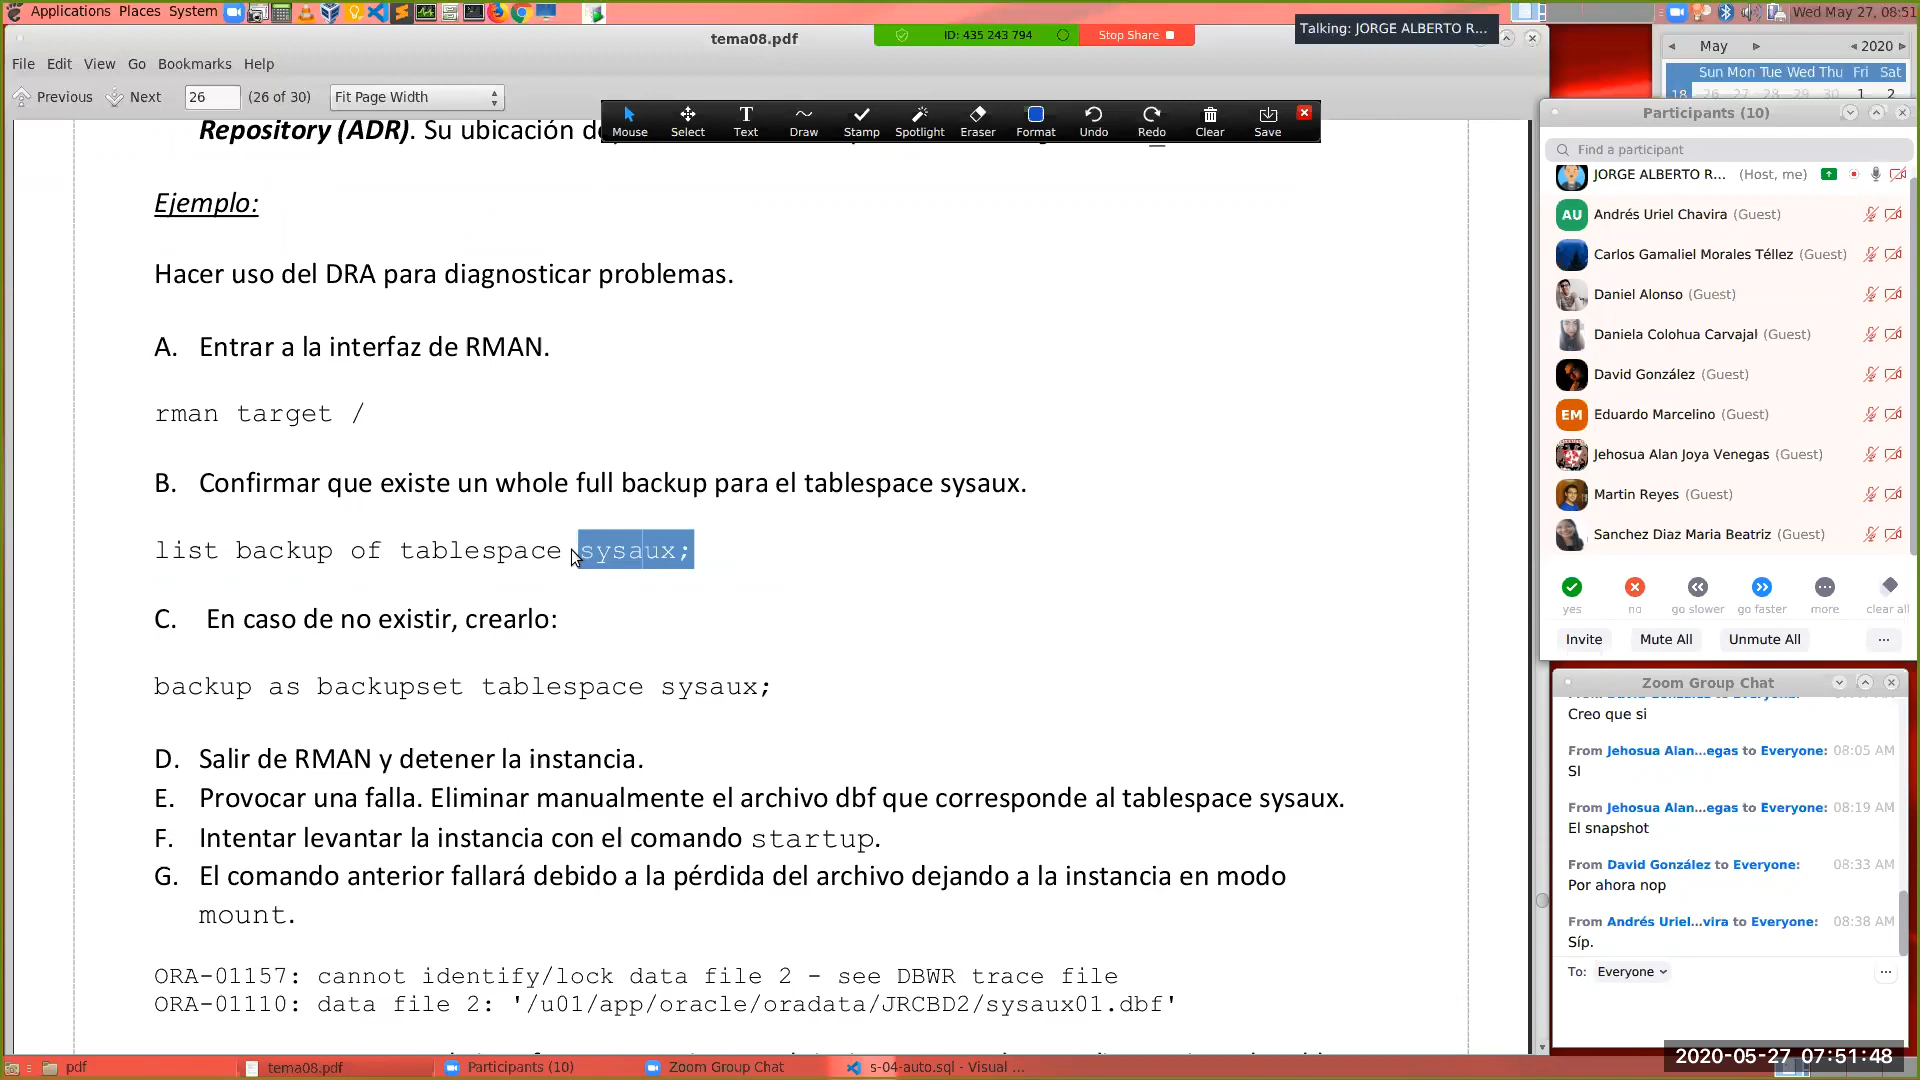 Applications Places System
Wed May 27, 08:51
tema08.pdf
ID: 435 243 794
Stop Share
Talking: JORGE ALBERTO R...
File Edit View Go Bookmarks Help
Previous Next 26 (26 of 30) Fit Page Width
Mouse Select Text Draw Stamp Spotlight Eraser Format Undo Redo Clear Save
Repository (ADR). Su ubicación
Ejemplo:
Hacer uso del DRA para diagnosticar problemas.
A. Entrar a la interfaz de RMAN.
rman target /
B. Confirmar que existe un whole full backup para el tablespace sysaux.
list backup of tablespace sysaux;
C. En caso de no existir, crearlo:
backup as backupset tablespace sysaux;
D. Salir de RMAN y detener la instancia.
E. Provocar una falla. Eliminar manualmente el archivo dbf que corresponde al tablespace sysaux.
F. Intentar levantar la instancia con el comando startup.
G. El comando anterior fallará debido a la pérdida del archivo dejando a la instancia en modo
mount.
ORA-01157: cannot identify/lock data file 2 - see DBWR trace file
ORA-01110: data file 2: '/u01/app/oracle/oradata/JRCBD2/sysaux01.dbf'
May 2020
Sun Mon Tue Wed Thu Fri Sat
18 26 27 28 29 30 1 2
Participants (10)
Find a participant
JORGE ALBERTO R... (Host, me)
AU Andrés Uriel Chavira (Guest)
Carlos Gamaliel Morales Téllez (Guest)
Daniel Alonso (Guest)
Daniela Colohua Carvajal (Guest)
David González (Guest)
EM Eduardo Marcelino (Guest)
Jehosua Alan Joya Venegas (Guest)
Martin Reyes (Guest)
Sanchez Diaz Maria Beatriz (Guest)
yes no go slower go faster more clear all
Invite Mute All Unmute All ...
Zoom Group Chat
Creo que si
From Jehosua Alan...egas to Everyone: 08:05 AM
SI
From Jehosua Alan...egas to Everyone: 08:19 AM
El snapshot
From David González to Everyone: 08:33 AM
Por ahora nop
From Andrés Uriel...vira to Everyone: 08:38 AM
Síp.
To: Everyone ...
2020-05-27 07:51:48
pdf
tema08.pdf
Participants (10)
Zoom Group Chat
s-04-auto.sql - Visual ...